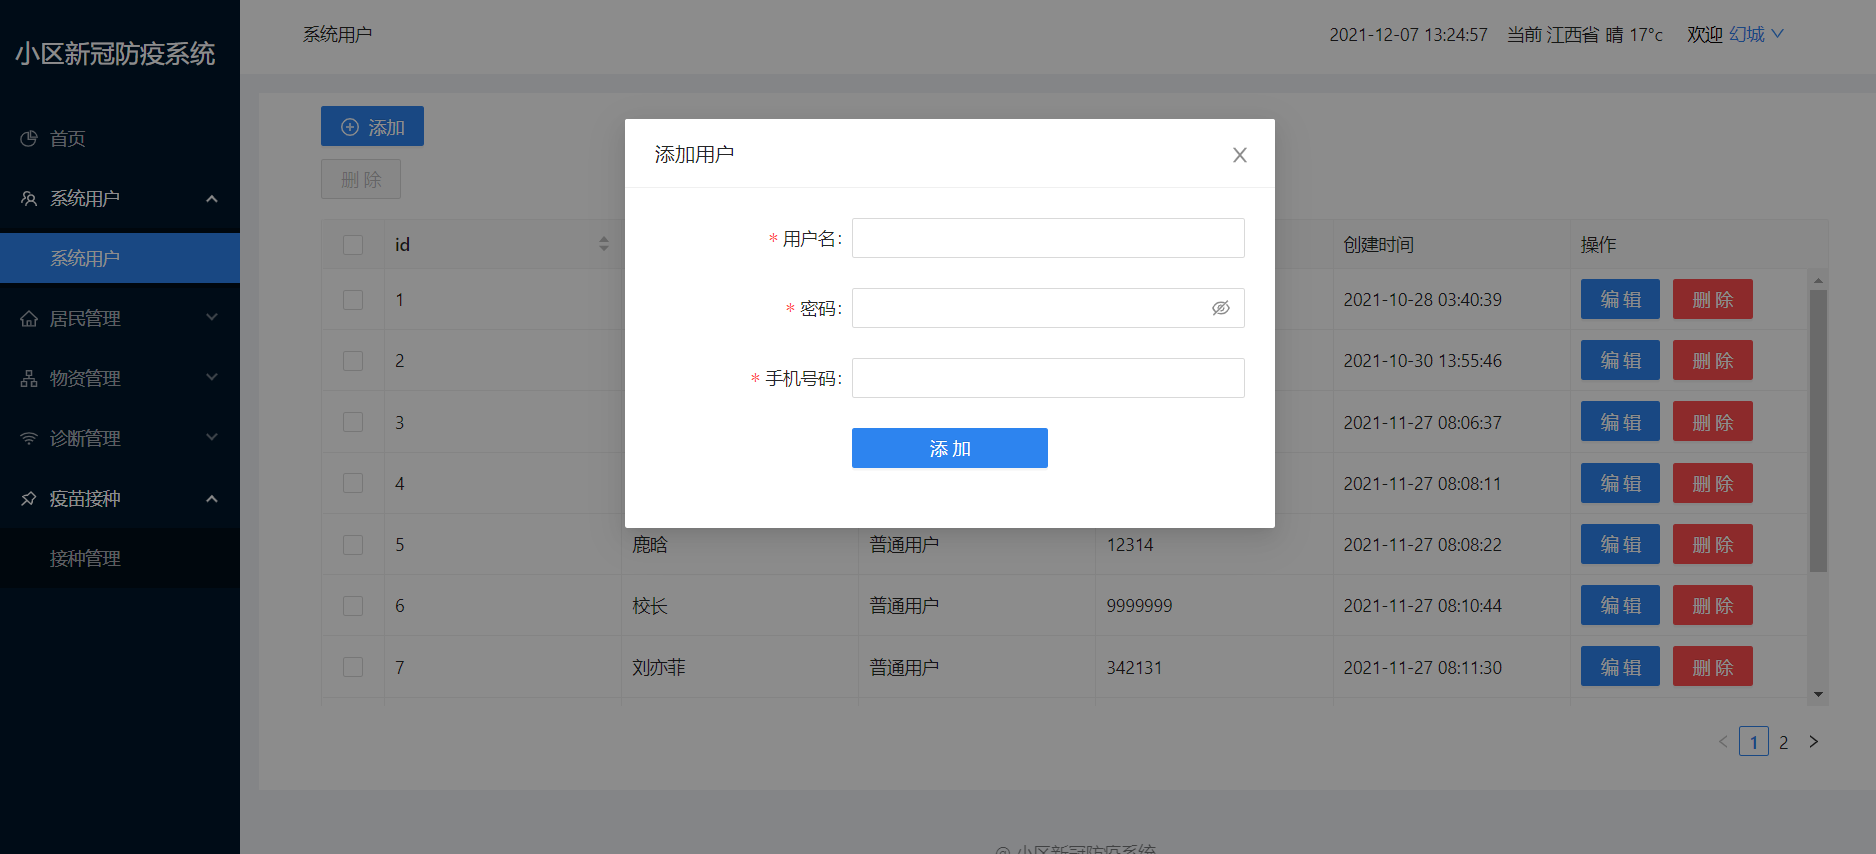 小区新冠防疫系统
首页
系统用户
系统用户
居民管理
物资管理
诊断管理
疫苗接种
接种管理
系统用户
2021-12-07 13:24:57 当前 江西省 晴 17°c 欢迎 幻城
添加
删除
添加用户
* 用户名:
* 密码:
* 手机号码:
添加
id 创建时间 操作
1 2021-10-28 03:40:39 编辑 删除
2 2021-10-30 13:55:46 编辑 删除
3 2021-11-27 08:06:37 编辑 删除
4 2021-11-27 08:08:11 编辑 删除
5 鹿晗 普通用户 12314 2021-11-27 08:08:22 编辑 删除
6 校长 普通用户 9999999 2021-11-27 08:10:44 编辑 删除
7 刘亦菲 普通用户 342131 2021-11-27 08:11:30 编辑 删除
1 2
@ 小区新冠防疫系统